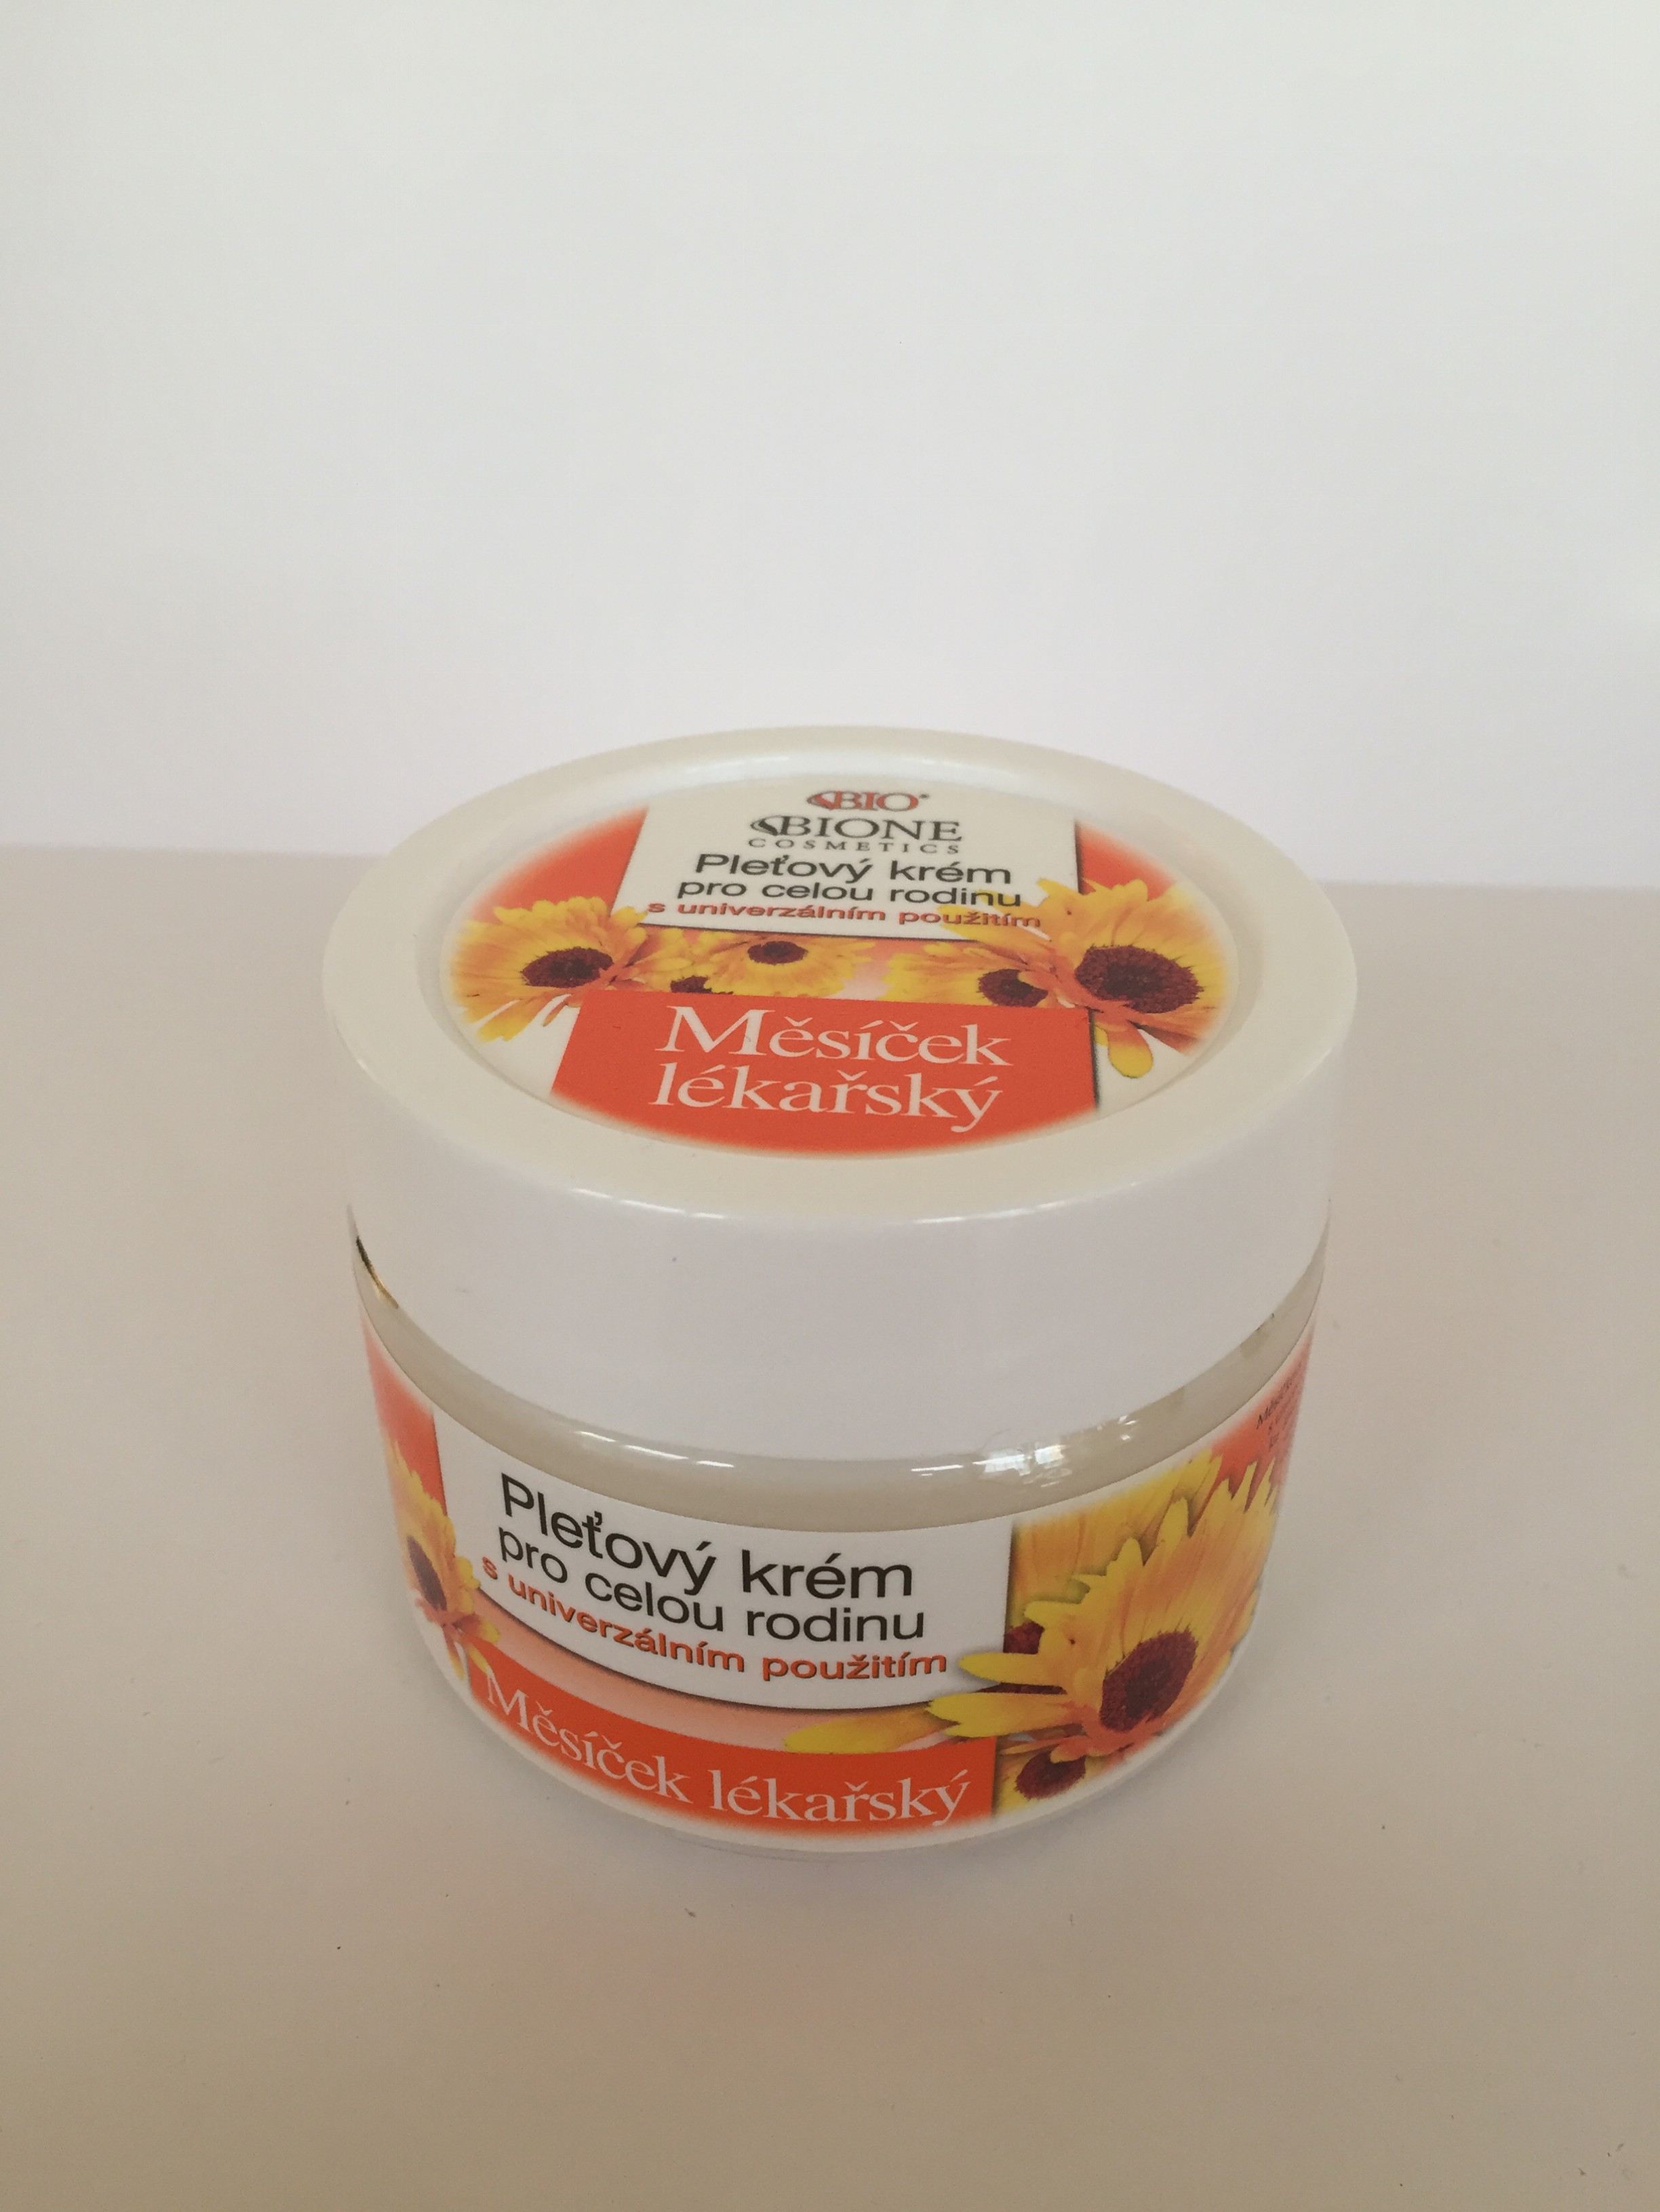 BIO
BIONE
COSMETICS
Pleťový krém
pro celou rodinu
s univerzálním použitím
Měsíček
lékařský
Pleťový krém
pro celou rodinu
s univerzálním použitím
Měsíček lékařský